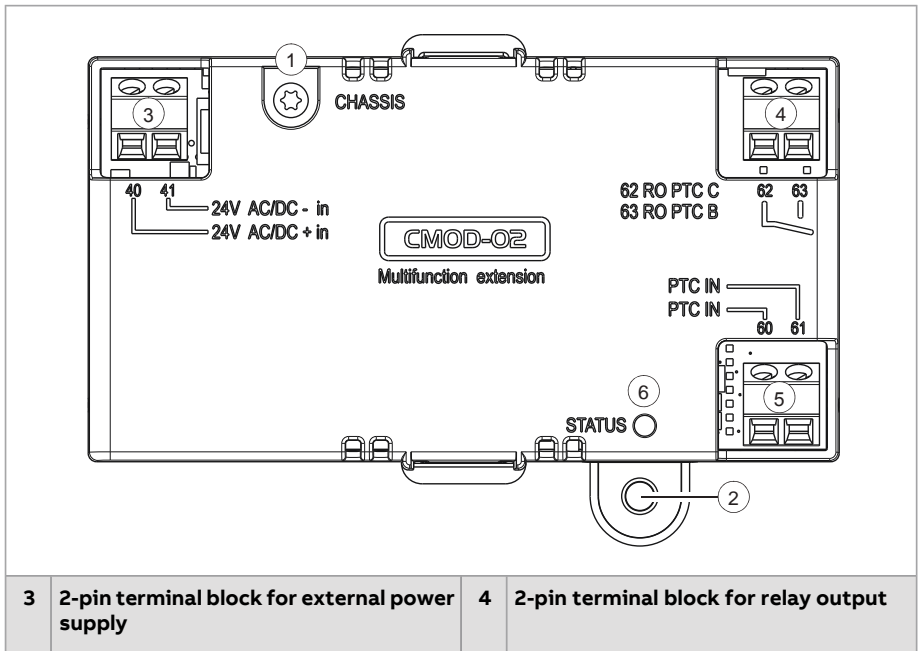 1
CHASSIS
3
4
40 41
24V AC/DC - in
24V AC/DC + in
62 RO PTC C
63 RO PTC B
62 63
CMOD-02
Multifunction extension
PTC IN
PTC IN
60 61
6
5
STATUS
2
3 2-pin terminal block for external power supply
4 2-pin terminal block for relay output